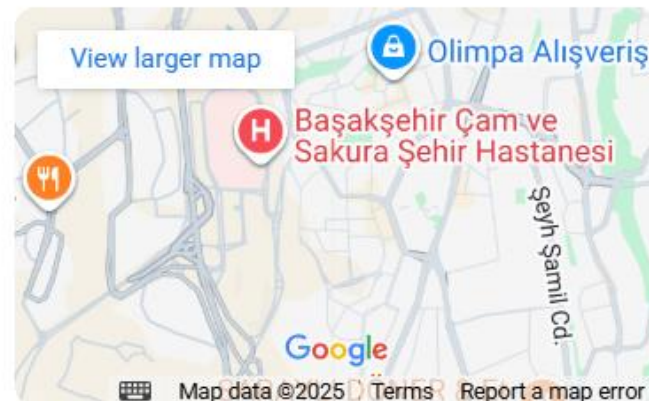 View larger map
Olimpa Alışveriş
Başakşehir Çam ve
Sakura Şehir Hastanesi
Şeyh Şamil Cd.
Google
Map data ©2025
Terms
Report a map error